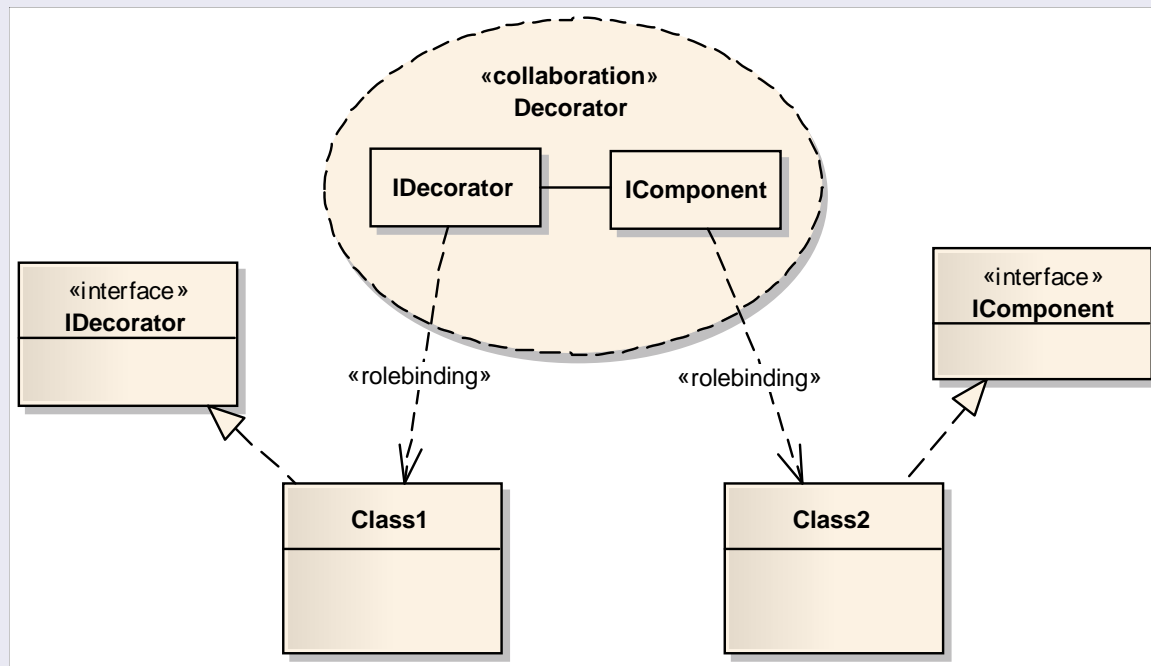 «collaboration»
Decorator
IDecorator
IComponent
«interface»
IDecorator
«interface»
IComponent
«rolebinding»
«rolebinding»
Class1
Class2